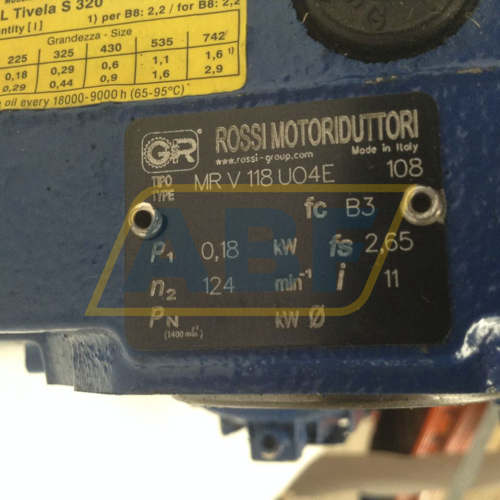 L Tivela S 320
1) per B8: 2,2 / for B8: 2,2
ntity [l]
Grandezza - Size
225 325 430 535 742
0,18 0,29 0,6 1,1 1,6 1)
0,29 0,44 0,9 1,6 2,9
oil every 18000-9000 h (65-95°C)
GR ROSSI MOTORIDUTTORI
www.rossi-group.com Made in Italy
TIPO
TYPE MR V 118 UO4E 108
fc B3
P1 0,18 kW fs 2,65
n2 124 min-1 i 11
PN kW Ø
(1400 min-1)
ABF